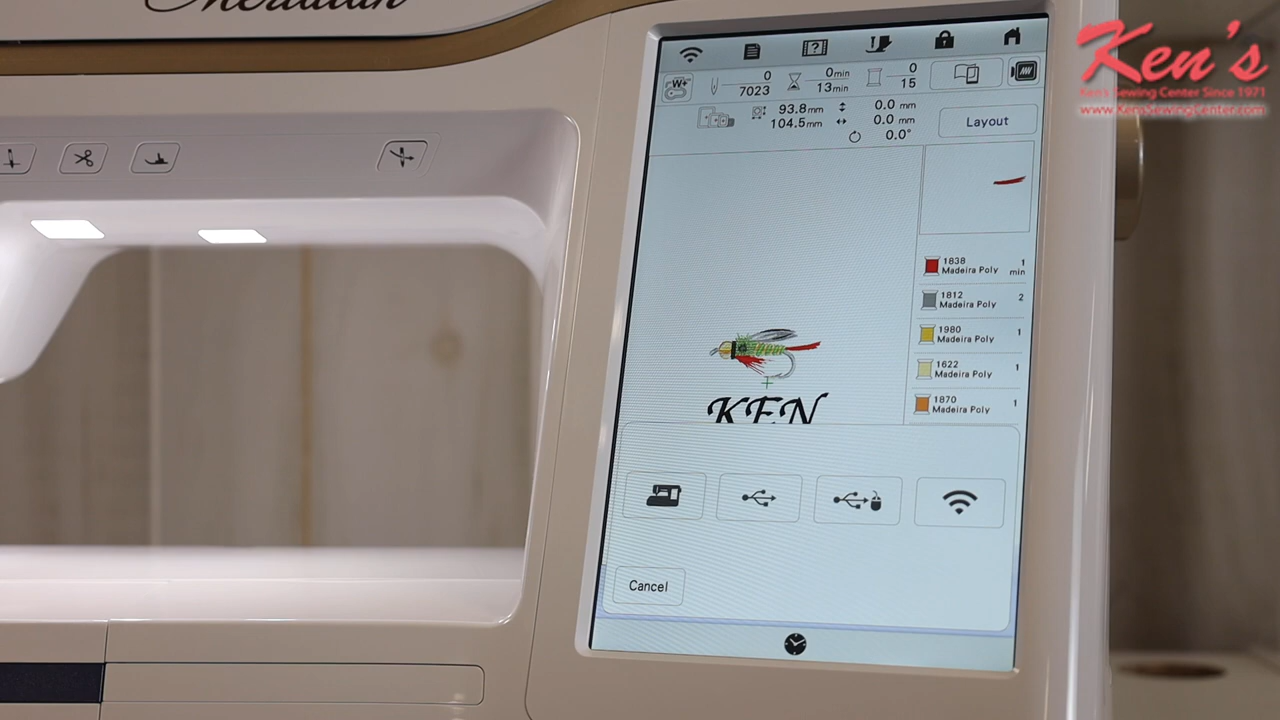 Meridian
Ken's
Ken's Sewing Center Since 1971
www.KensSewingCenter.com
W+
0
7023
0min
13min
0
15
93.8mm
104.5mm
0.0 mm
0.0 mm
0.0°
Layout
1838
Madeira Poly
1
min
1812
Madeira Poly
2
1980
Madeira Poly
1
1622
Madeira Poly
1
1870
Madeira Poly
1
KEN
Cancel